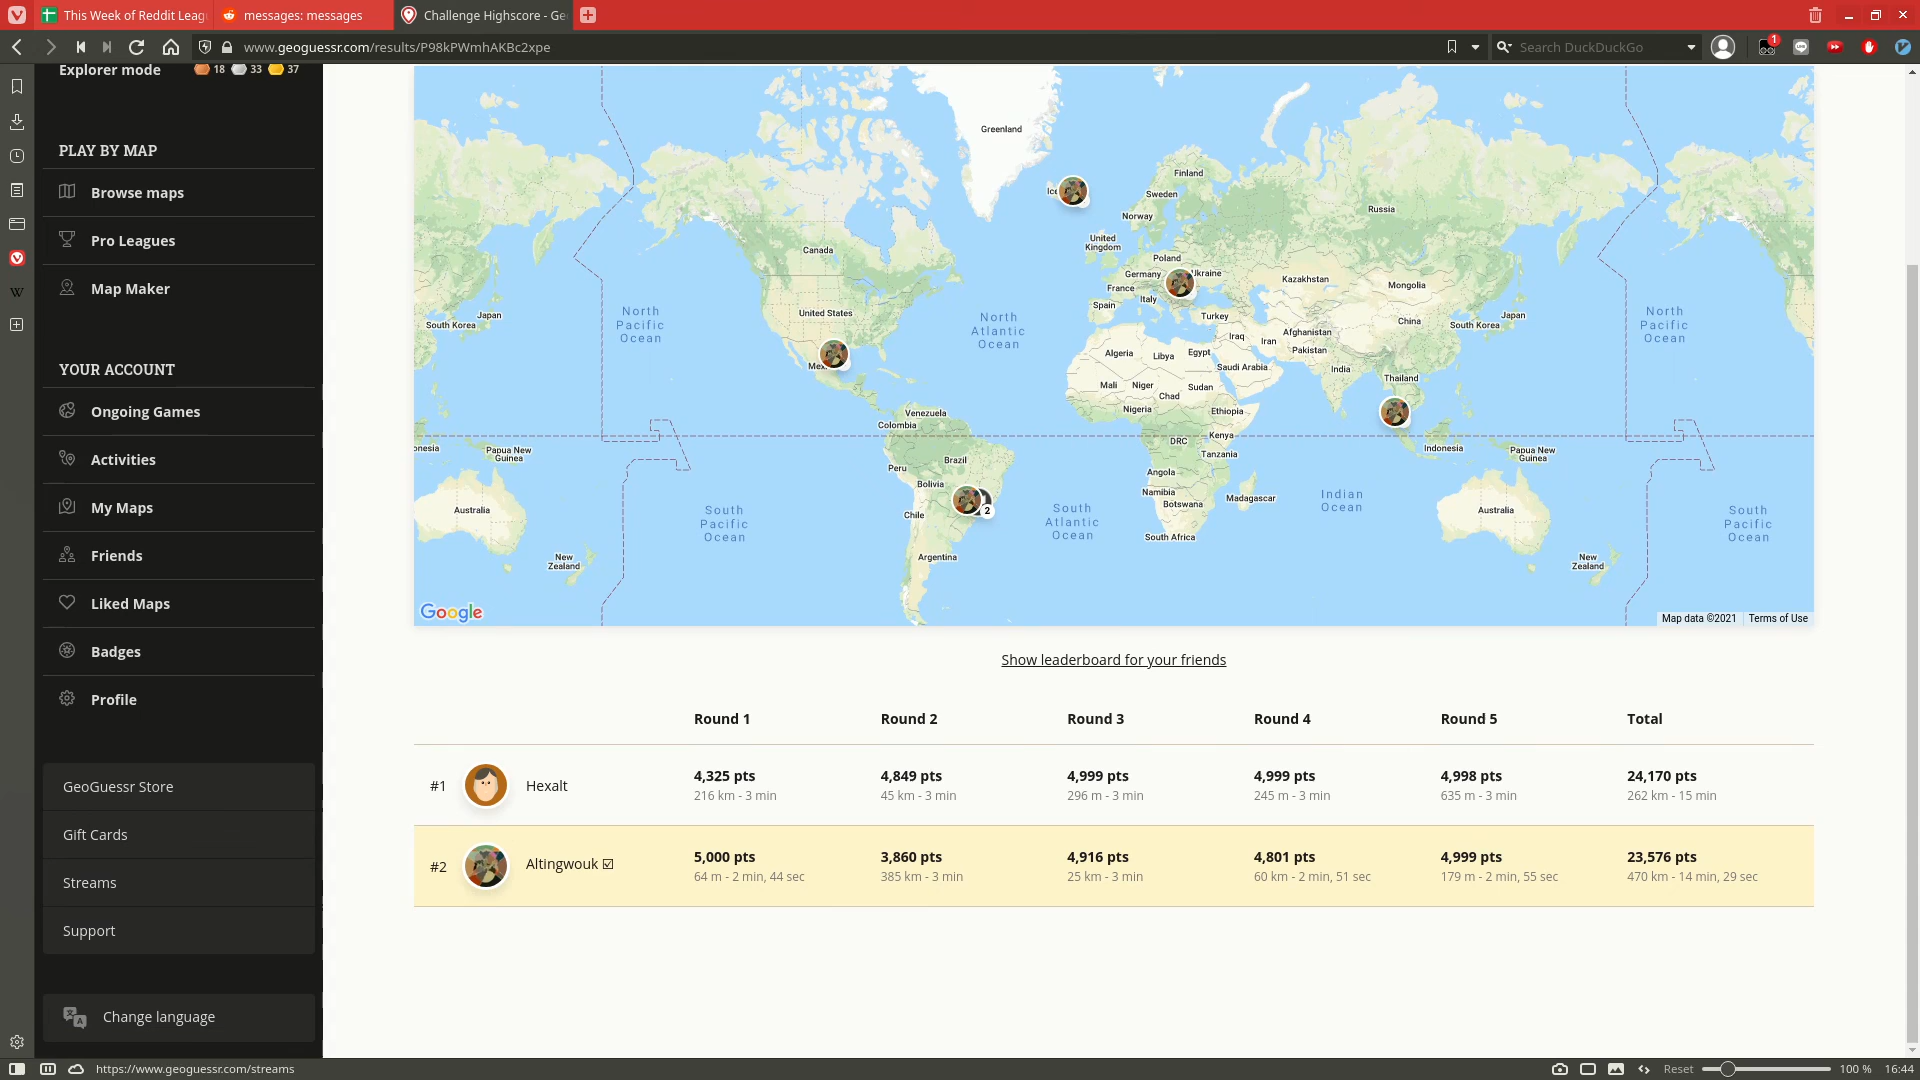 This Week of Reddit Leag
messages: messages
Challenge Highscore - Ge
www.geoguessr.com/results/P98kPWmhAKBc2xpe
Search DuckDuckGo
1
Explorer mode 18 33 37
PLAY BY MAP
Browse maps
Pro Leagues
Map Maker
YOUR ACCOUNT
Ongoing Games
Activities
My Maps
Friends
Liked Maps
Badges
Profile
GeoGuessr Store
Gift Cards
Streams
Support
Change language
W
Greenland
Ice
Finland
Sweden
Norway
Russia
United
Kingdom
Canada
Poland
Germany
Ukraine
France
Kazakhstan
Mongolia
Spain
Italy
North
Pacific
Ocean
Japan
South Korea
United States
North
Atlantic
Ocean
Turkey
China
South Korea
Japan
North
Pacific
Ocean
Iraq
Iran
Afghanistan
Pakistan
Algeria
Libya
Egypt
Saudi Arabia
India
Mex
Mali
Niger
Chad
Sudan
Thailand
Venezuela
Colombia
Nigeria
Ethiopia
DRC
Kenya
onesia
Papua New
Guinea
Peru
Brazil
Tanzania
Indonesia
Papua New
Guinea
Bolivia
Angola
Namibia
Botswana
Madagascar
Indian
Ocean
Australia
South
Pacific
Ocean
Chile
2
South
Atlantic
Ocean
South Africa
Australia
South
Pacific
Ocean
New
Zealand
Argentina
New
Zealand
Google
Map data ©2021
Terms of Use
Show leaderboard for your friends
Round 1 Round 2 Round 3 Round 4 Round 5 Total
#1 Hexalt
4,325 pts 4,849 pts 4,999 pts 4,999 pts 4,998 pts 24,170 pts
216 km - 3 min 45 km - 3 min 296 m - 3 min 245 m - 3 min 635 m - 3 min 262 km - 15 min
#2 Altingwouk ☑
5,000 pts 3,860 pts 4,916 pts 4,801 pts 4,999 pts 23,576 pts
64 m - 2 min, 44 sec 385 km - 3 min 25 km - 3 min 60 km - 2 min, 51 sec 179 m - 2 min, 55 sec 470 km - 14 min, 29 sec
https://www.geoguessr.com/streams
Reset
100 %
16:44